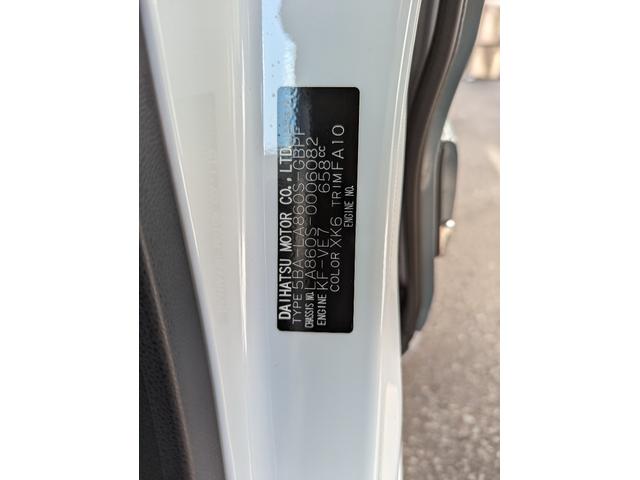 DAIHATSU MOTOR CO., LTD.
TYPE 5BA-LA860S-GBPF
CHASSIS NO. LA860S-0006082
ENGINE KF-VE7 658cc
COLOR XK6 TRIM FA10
ENGINE NO.